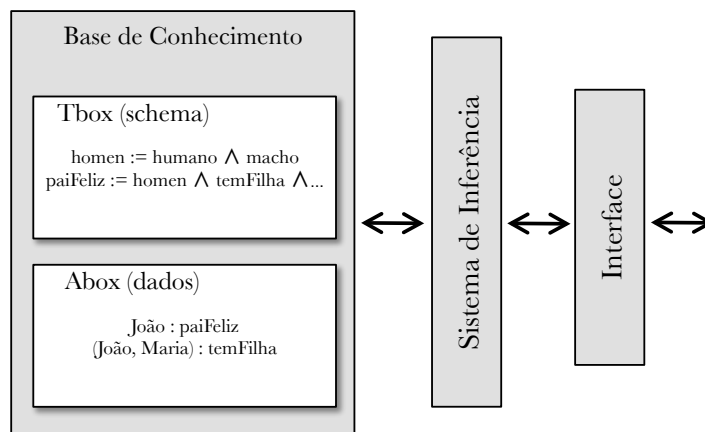 Base de Conhecimento
Tbox (schema)
homen := humano ∧ macho
paiFeliz := homen ∧ temFilha ∧...
Abox (dados)
João : paiFeliz
(João, Maria) : temFilha
Sistema de Inferência
Interface